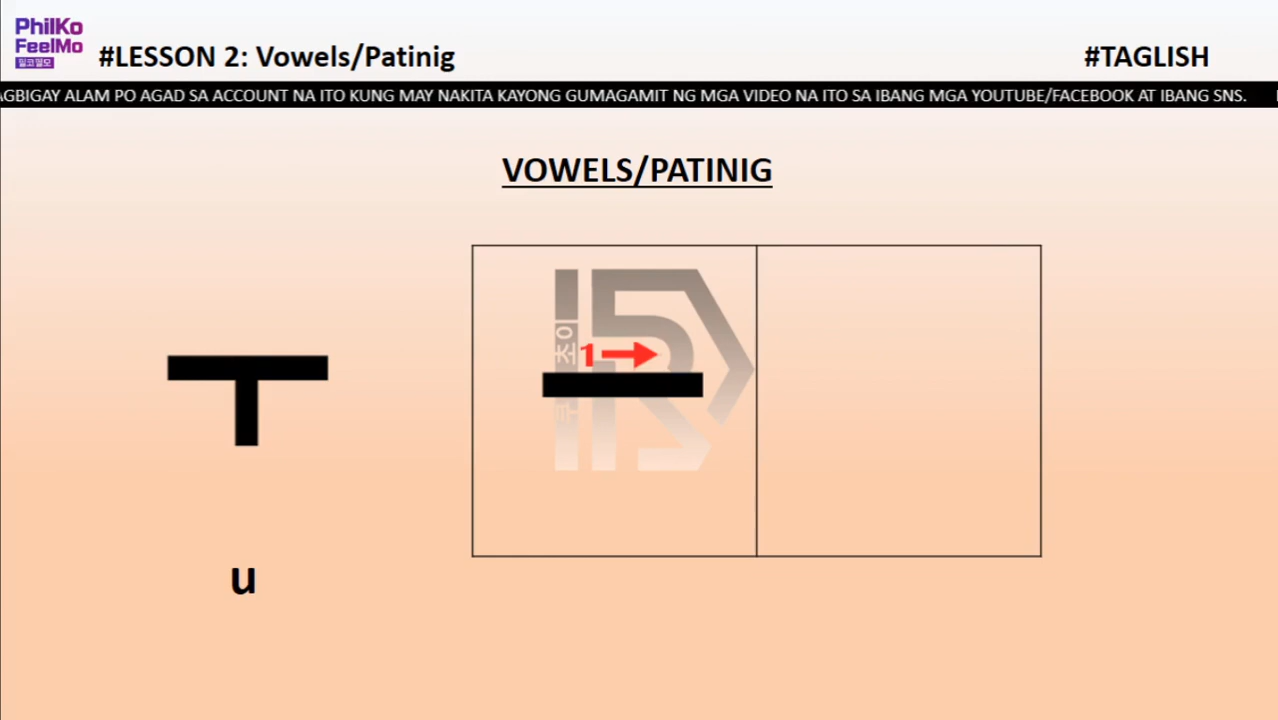 PhilKo
FeelMo
필코필모
#LESSON 2: Vowels/Patinig
#TAGLISH
AGBIGAY ALAM PO AGAD SA ACCOUNT NA ITO KUNG MAY NAKITA KAYONG GUMAGAMIT NG MGA VIDEO NA ITO SA IBANG MGA YOUTUBE/FACEBOOK AT IBANG SNS.
VOWELS/PATINIG
ㅜ
1
ㅡ
u